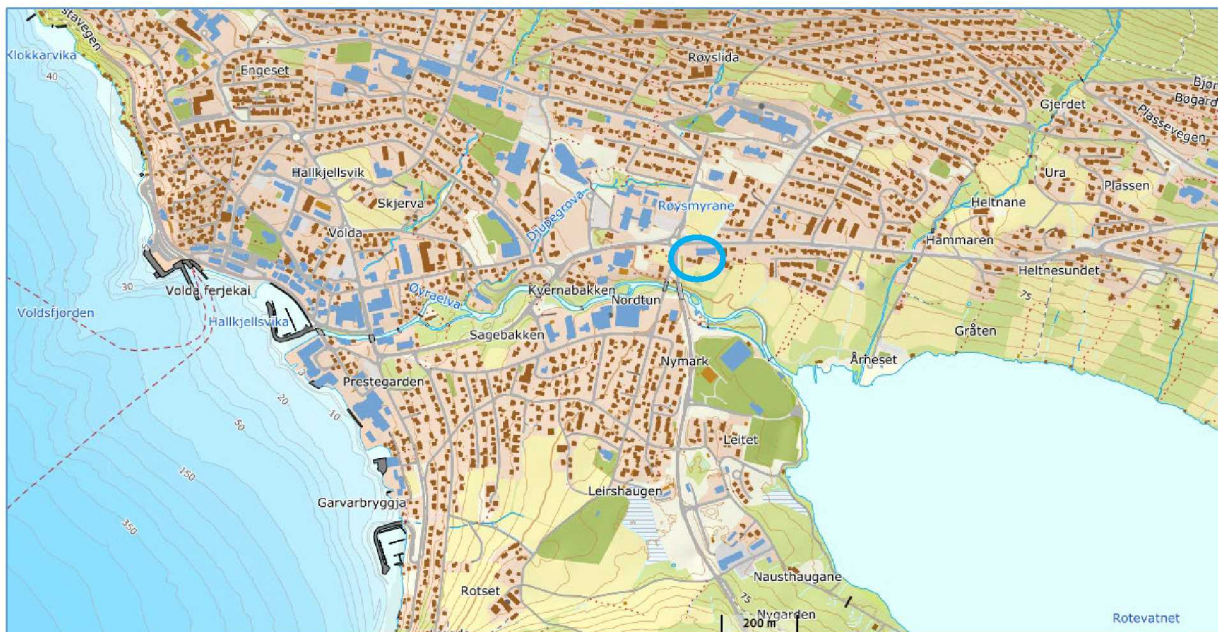 stavegen
Klokkarvika
40
Engeset
Røyslida
Gjerdet
Bjør
Bøgard
Plassevegen
Hallkjellsvik
Skjerva
Djupegrova
Røysmyrane
Ura
Plassen
Heltnane
Volda
Hammaren
Heltnesundet
30
Volda ferjekai
Øyraelva
Kvernabakken
Nordtun
75
Voldsfjorden
Hallkjellsvika
Sagebakken
Gråten
Nymark
Årneset
Prestegarden
20
10
50
Leitet
150
Garvarbryggja
Leirshaugen
350
Rotset
Nausthaugane
75
Nygarden
200 m
Rotevatnet